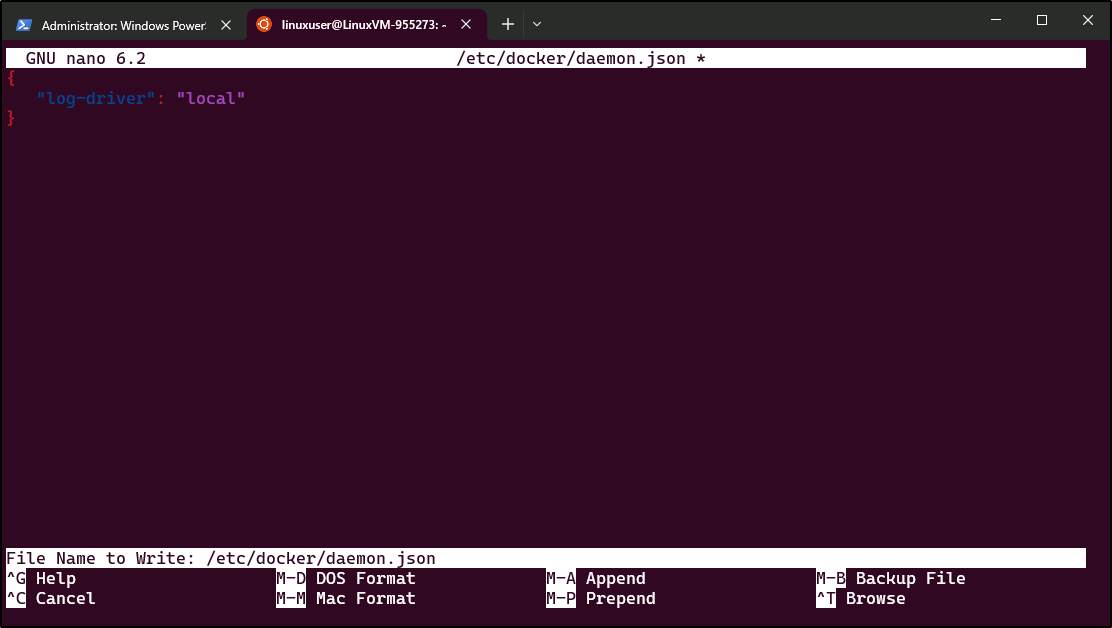 Administrator: Windows Power
linuxuser@LinuxVM-955273: ~
GNU nano 6.2 /etc/docker/daemon.json *
{
"log-driver": "local"
}
File Name to Write: /etc/docker/daemon.json
^G Help M-D DOS Format M-A Append M-B Backup File
^C Cancel M-M Mac Format M-P Prepend ^T Browse